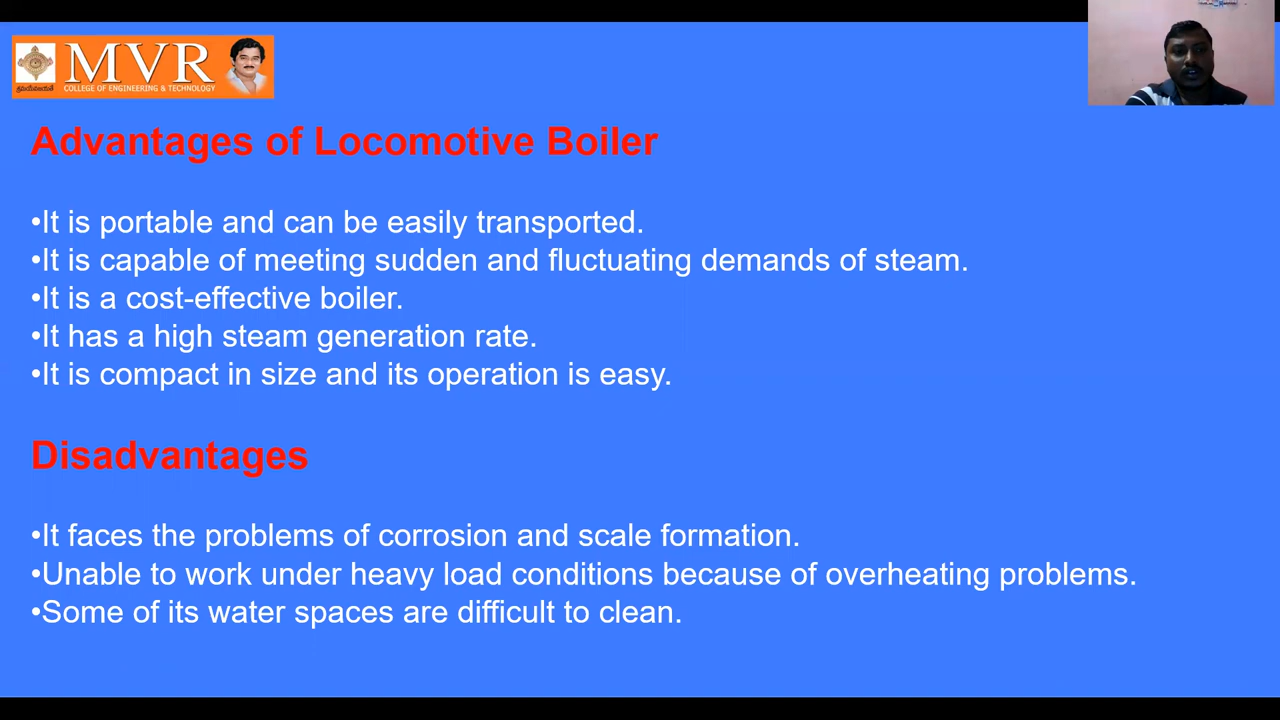 శ్రమయేవజయతే
MVR
COLLEGE OF ENGINEERING & TECHNOLOGY
Advantages of Locomotive Boiler
•It is portable and can be easily transported.
•It is capable of meeting sudden and fluctuating demands of steam.
•It is a cost-effective boiler.
•It has a high steam generation rate.
•It is compact in size and its operation is easy.
Disadvantages
•It faces the problems of corrosion and scale formation.
•Unable to work under heavy load conditions because of overheating problems.
•Some of its water spaces are difficult to clean.